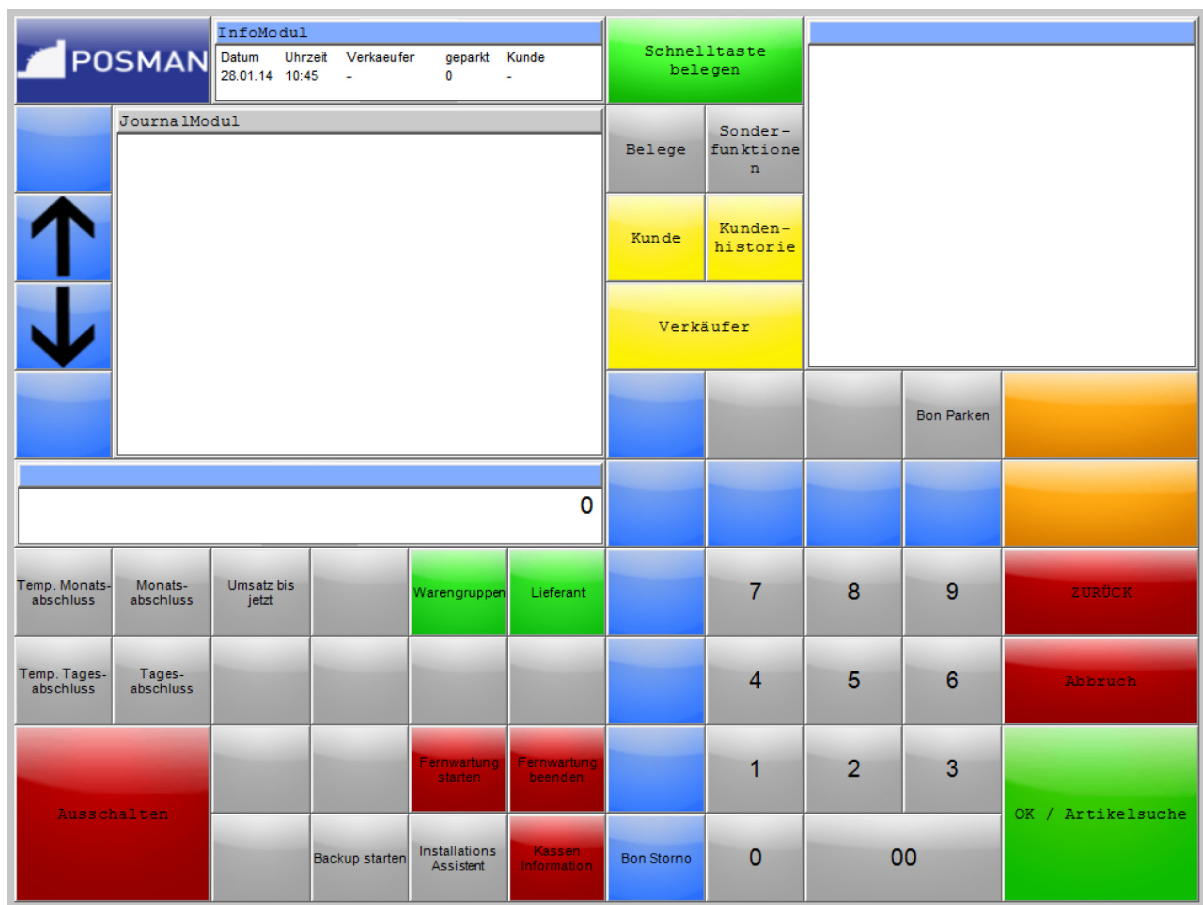 POSMAN
InfoModul
Datum Uhrzeit Verkaeufer geparkt Kunde
28.01.14 10:45 - 0 -
Schnelltaste
belegen
JournalModul
Belege
Sonder-
funktione
n
Kunde
Kunden-
historie
Verkäufer
Bon Parken
0
Temp. Monats-
abschluss
Monats-
abschluss
Umsatz bis
jetzt
Warengruppen
Lieferant
7
8
9
ZURÜCK
Temp. Tages-
abschluss
Tages-
abschluss
4
5
6
Abbruch
Ausschalten
Fernwartung
starten
Fernwartung
beenden
1
2
3
OK / Artikelsuche
Backup starten
Installations
Assistent
Kassen
Information
Bon Storno
0
00